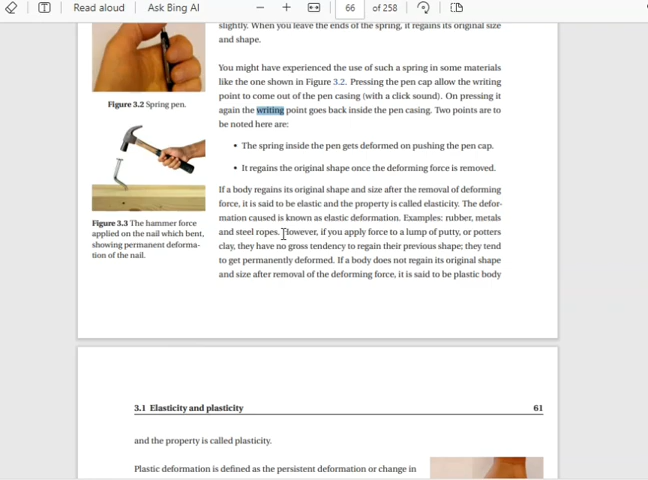 Read aloud
Ask Bing AI
66
of 258
slightly. When you leave the ends of the spring, it regains its original size
and shape.
You might have experienced the use of such a spring in some materials
like the one shown in Figure 3.2. Pressing the pen cap allow the writing
point to come out of the pen casing (with a click sound). On pressing it
again the writing point goes back inside the pen casing. Two points are to
be noted here are:
• The spring inside the pen gets deformed on pushing the pen cap.
• It regains the original shape once the deforming force is removed.
If a body regains its original shape and size after the removal of deforming
force, it is said to be elastic and the property is called elasticity. The defor-
mation caused is known as elastic deformation. Examples: rubber, metals
and steel ropes. However, if you apply force to a lump of putty, or potters
clay, they have no gross tendency to regain their previous shape; they tend
to get permanently deformed. If a body does not regain its original shape
and size after removal of the deforming force, it is said to be plastic body
Figure 3.2 Spring pen.
Figure 3.3 The hammer force
applied on the nail which bent,
showing permanent deforma-
tion of the nail.
3.1 Elasticity and plasticity
61
and the property is called plasticity.
Plastic deformation is defined as the persistent deformation or change in